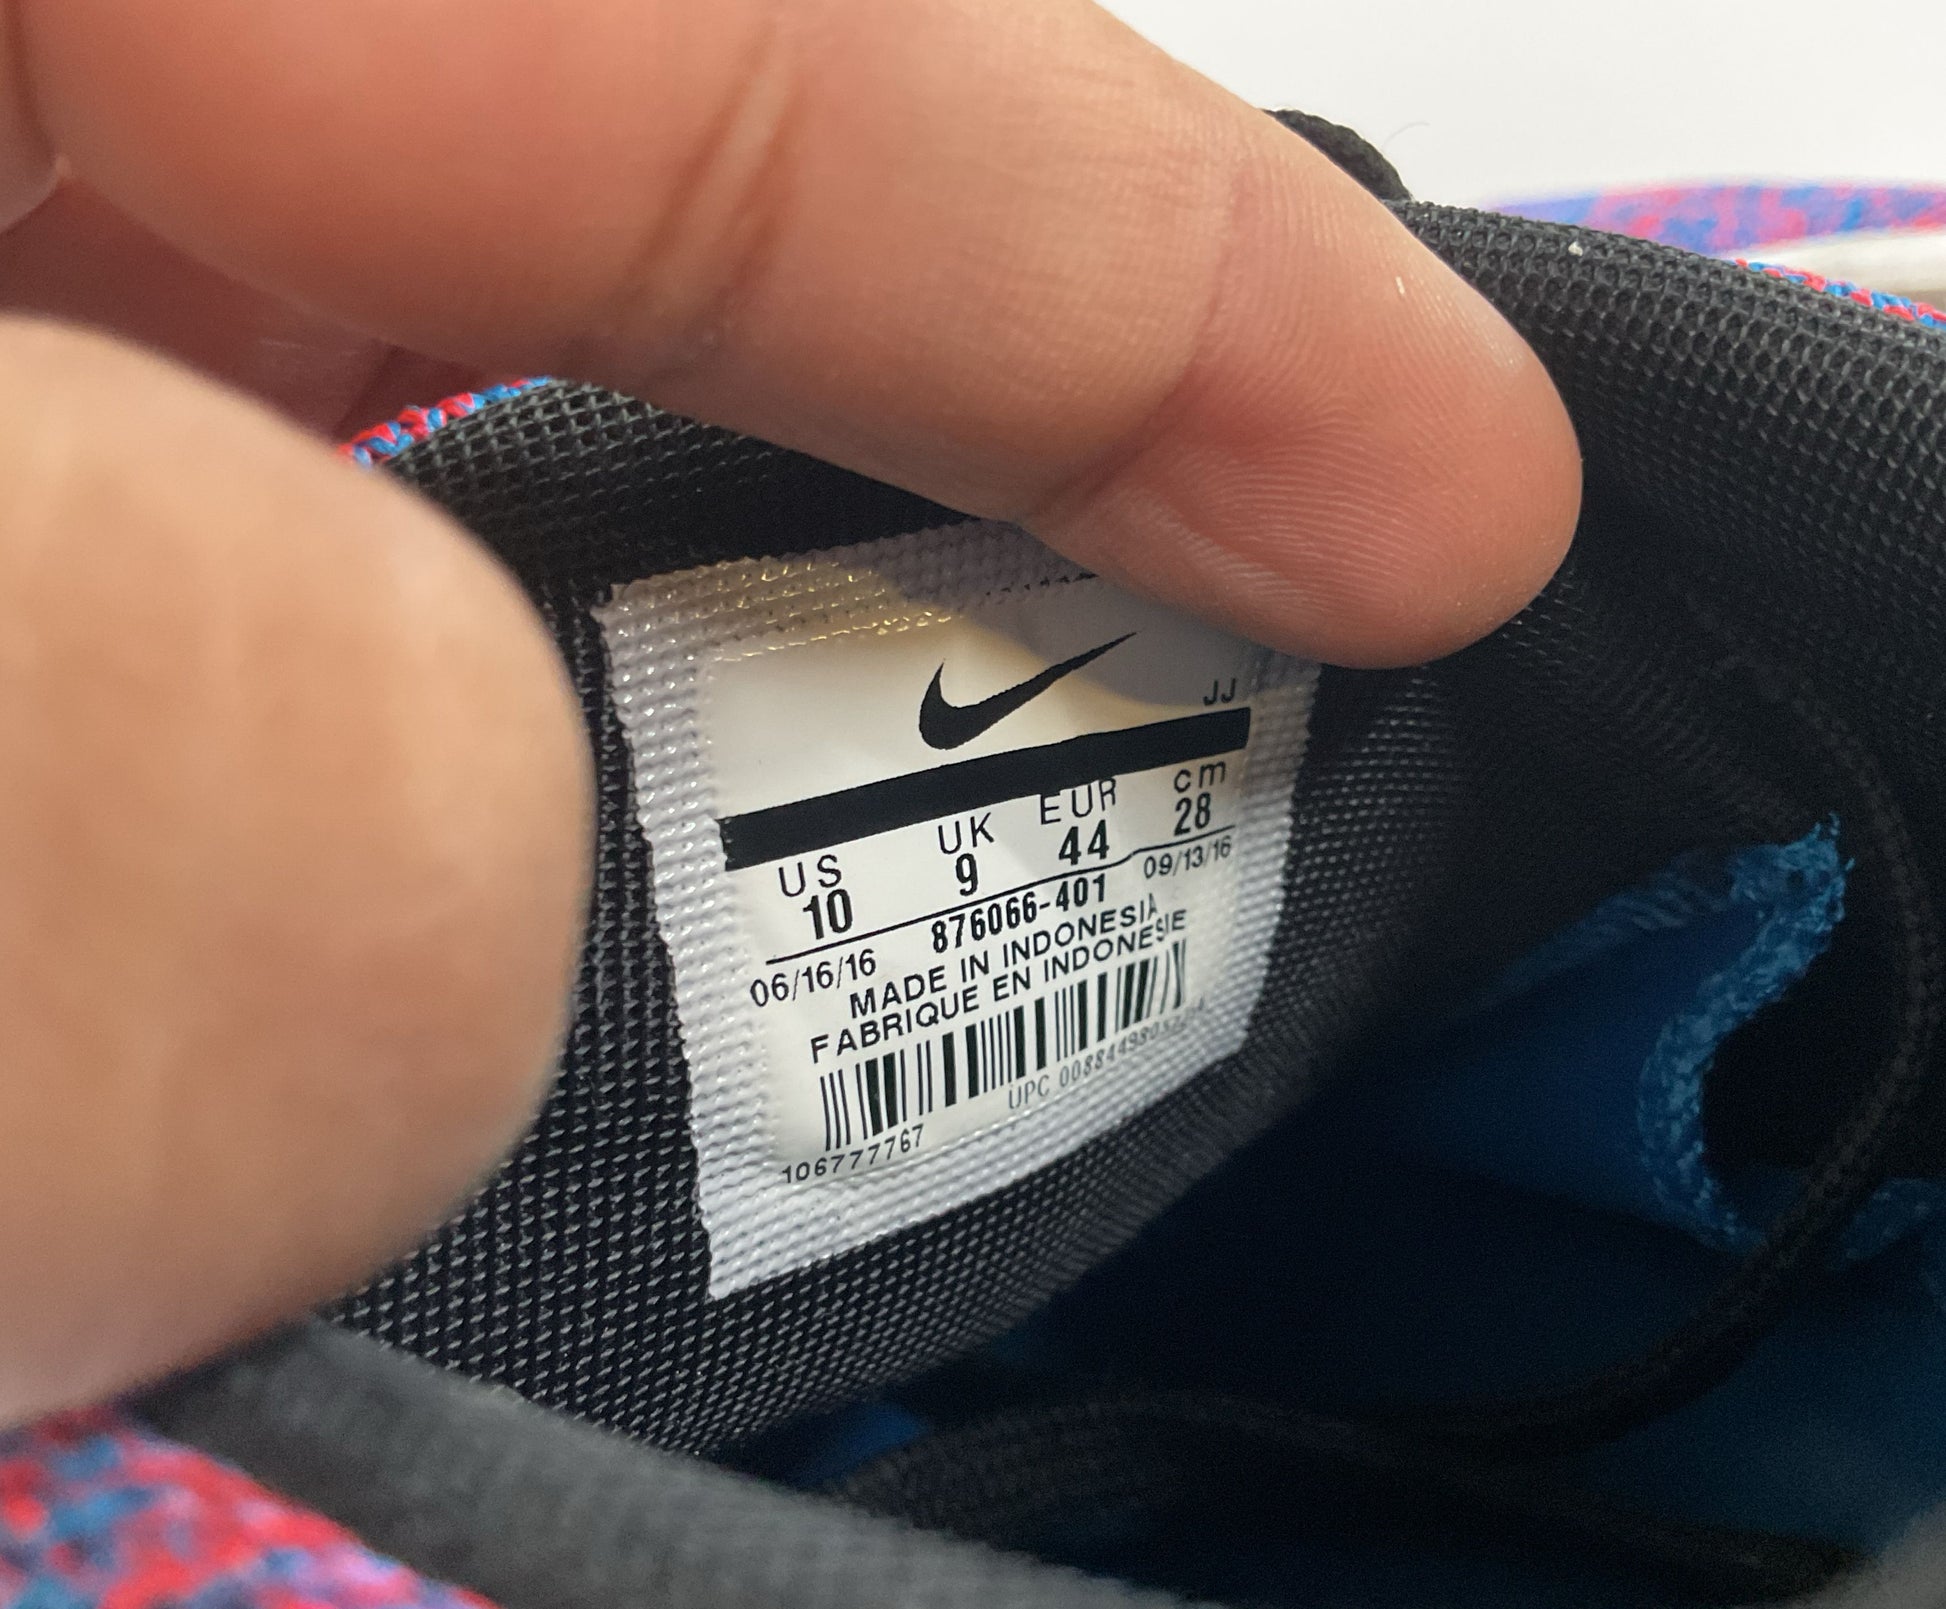 JJ
US UK EUR cm
10 9 44 28
06/16/16 876066-401 09/13/16
MADE IN INDONESIA
FABRIQUE EN INDONESIE
UPC
106777767